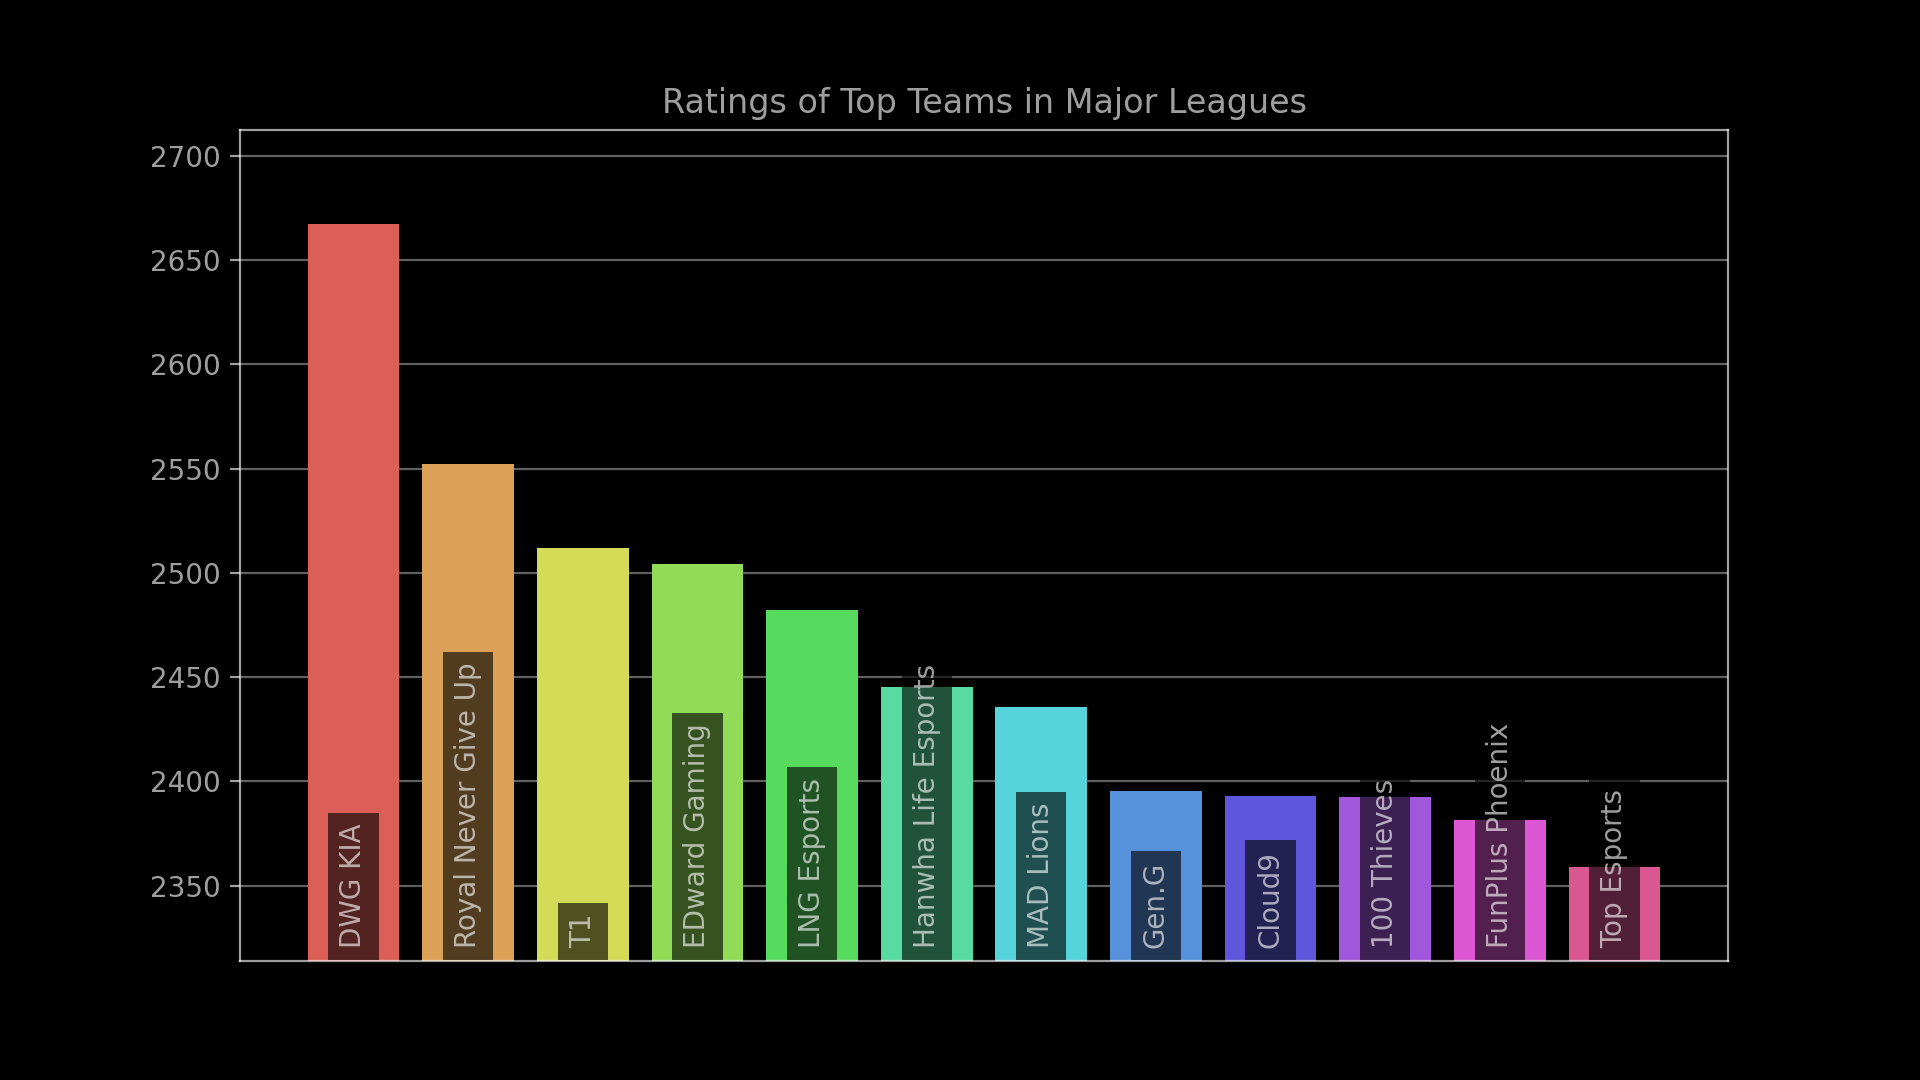 Ratings of Top Teams in Major Leagues
2700
2650
2600
2550
2500
2450
2400
2350
DWG KIA
Royal Never Give Up
T1
EDward Gaming
LNG Esports
Hanwha Life Esports
MAD Lions
Gen.G
Cloud9
100 Thieves
FunPlus Phoenix
Top Esports